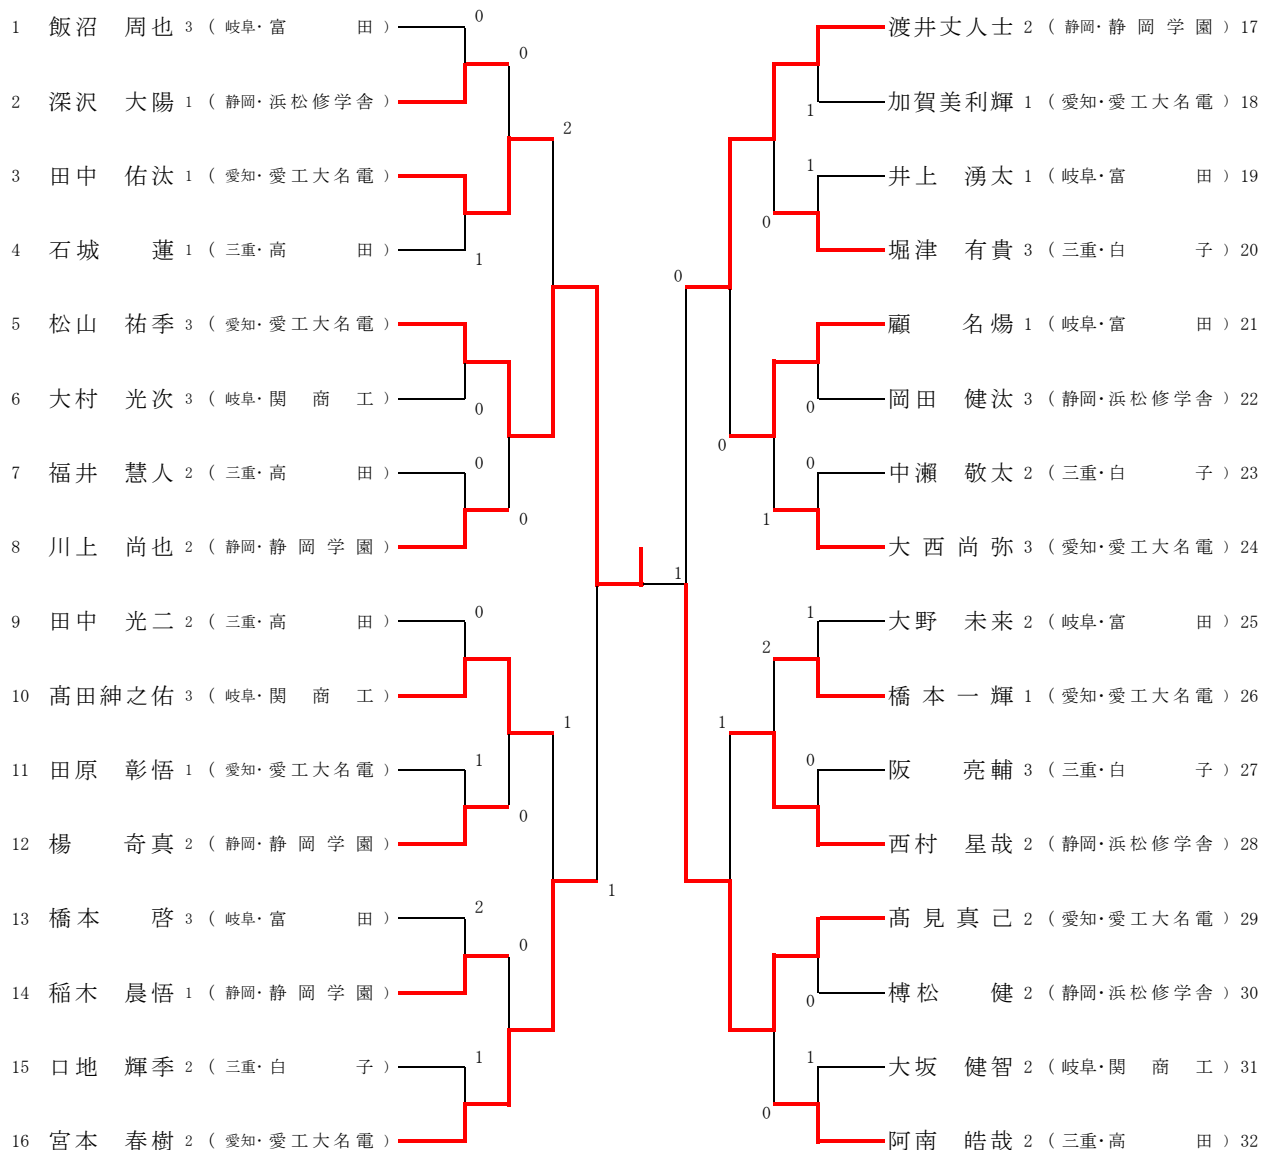 1 飯沼 周也 3 ( 岐阜・富 田 )
2 深沢 大陽 1 ( 静岡・浜松修学舎 )
3 田中 佑汰 1 ( 愛知・愛工大名電 )
4 石城 蓮 1 ( 三重・高 田 )
5 松山 祐季 3 ( 愛知・愛工大名電 )
6 大村 光次 3 ( 岐阜・関 商 工 )
7 福井 慧人 2 ( 三重・高 田 )
8 川上 尚也 2 ( 静岡・静 岡 学 園 )
9 田中 光二 2 ( 三重・高 田 )
10 髙田紳之佑 3 ( 岐阜・関 商 工 )
11 田原 彰悟 1 ( 愛知・愛工大名電 )
12 楊 奇真 2 ( 静岡・静 岡 学 園 )
13 橋本 啓 3 ( 岐阜・富 田 )
14 稲木 晨悟 1 ( 静岡・静 岡 学 園 )
15 口地 輝季 2 ( 三重・白 子 )
16 宮本 春樹 2 ( 愛知・愛工大名電 )
0
0
2
1
0
0
0
0
1
1
0
2
0
1
1
0
1
1
1
0
0
0
0
1
1
2
1
0
0
1
0
渡井丈人士 2 ( 静岡・静 岡 学 園 ) 17
加賀美利輝 1 ( 愛知・愛工大名電 ) 18
井上 湧太 1 ( 岐阜・富 田 ) 19
堀津 有貴 3 ( 三重・白 子 ) 20
顧 名煬 1 ( 岐阜・富 田 ) 21
岡田 健汰 3 ( 静岡・浜松修学舎 ) 22
中瀨 敬太 2 ( 三重・白 子 ) 23
大西尚弥 3 ( 愛知・愛工大名電 ) 24
大野 未来 2 ( 岐阜・富 田 ) 25
橋本一輝 1 ( 愛知・愛工大名電 ) 26
阪 亮輔 3 ( 三重・白 子 ) 27
西村 星哉 2 ( 静岡・浜松修学舎 ) 28
髙見真己 2 ( 愛知・愛工大名電 ) 29
榑松 健 2 ( 静岡・浜松修学舎 ) 30
大坂 健智 2 ( 岐阜・関 商 工 ) 31
阿南 皓哉 2 ( 三重・高 田 ) 32